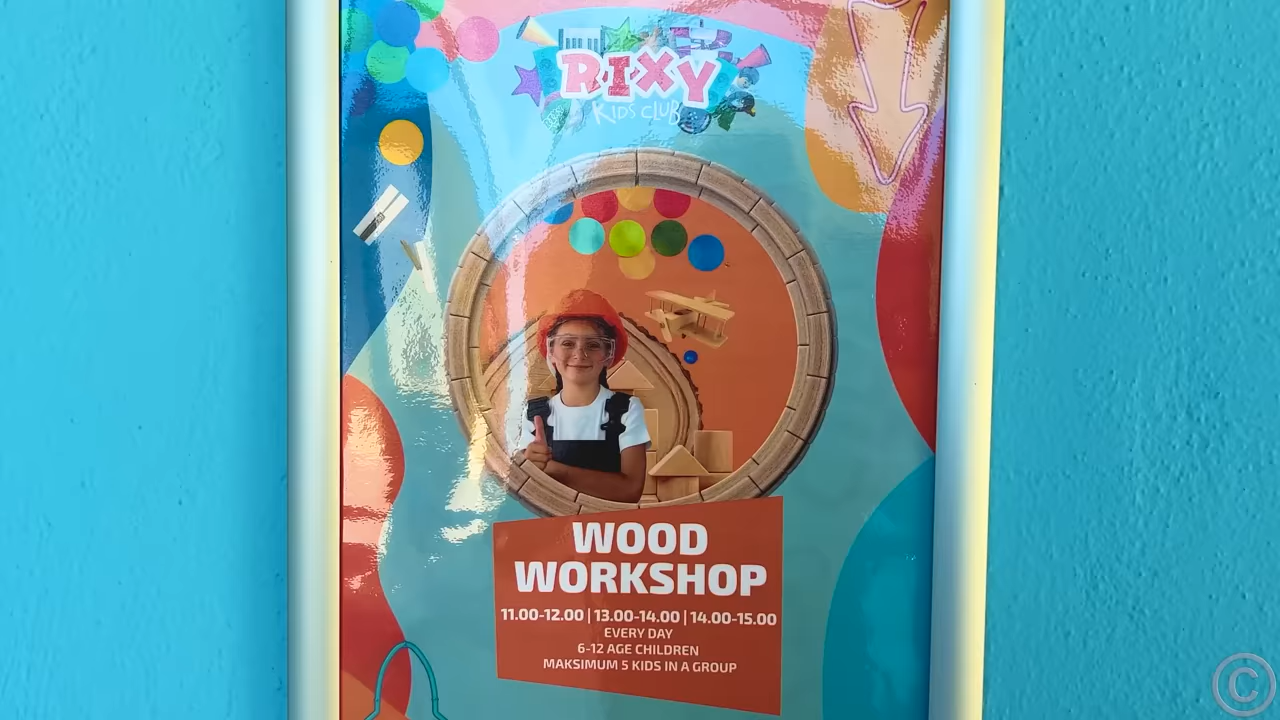 RIXY
KIDS CLUB
WOOD
WORKSHOP
11.00-12.00 | 13.00-14.00 | 14.00-15.00
EVERY DAY
6-12 AGE CHILDREN
MAKSIMUM 5 KIDS IN A GROUP
©